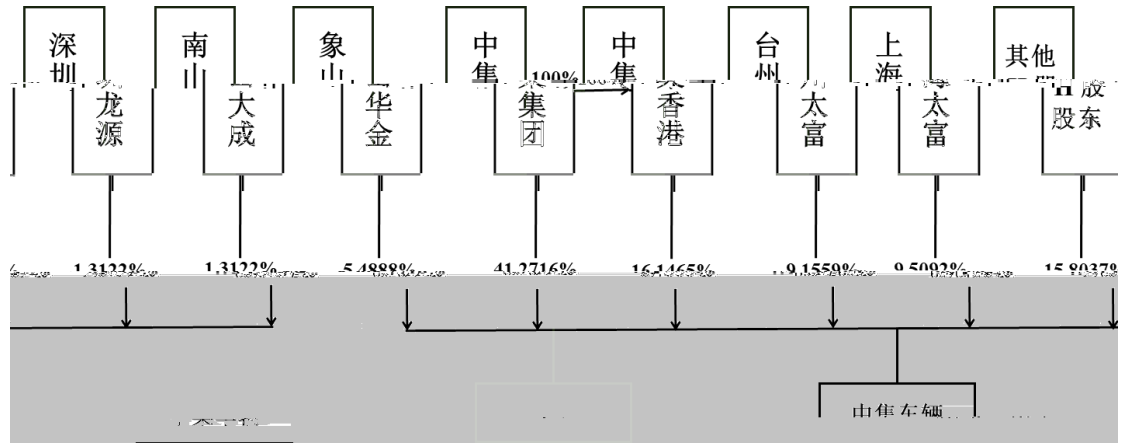 深 南 象 中 中 台 上 其他
圳 山 山 集 集 州 海
100%
龙 大 华 集 香 太 太 股
源 成 金 团 港 富 富 股东
1.3122% 1.3122% 5.4888% 41.2716% 16.1465% 9.1559% 9.5092% 15.8037%
中集车辆